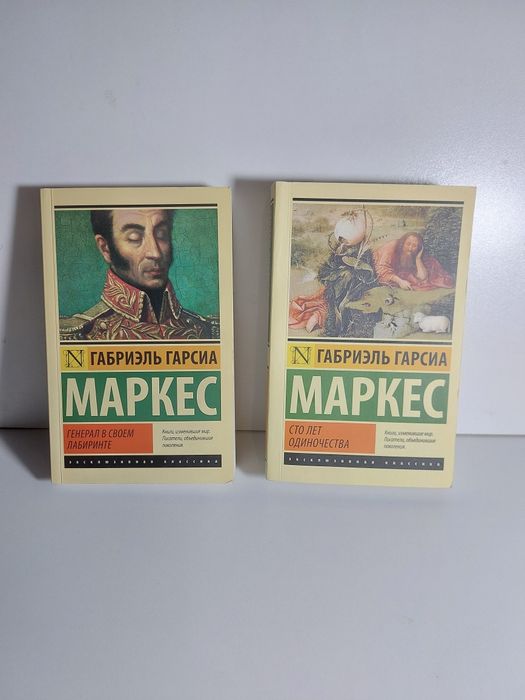 N ГАБРИЭЛЬ ГАРСИА
МАРКЕС
ГЕНЕРАЛ В СВОЕМ
ЛАБИРИНТЕ
Книги, изменившие мир.
Писатели, объединившие
поколения.
ЭКСКЛЮЗИВНАЯ КЛАССИКА
N ГАБРИЭЛЬ ГАРСИА
МАРКЕС
СТО ЛЕТ
ОДИНОЧЕСТВА
Книги, изменившие мир.
Писатели, объединившие
поколения.
ЭКСКЛЮЗИВНАЯ КЛАССИКА